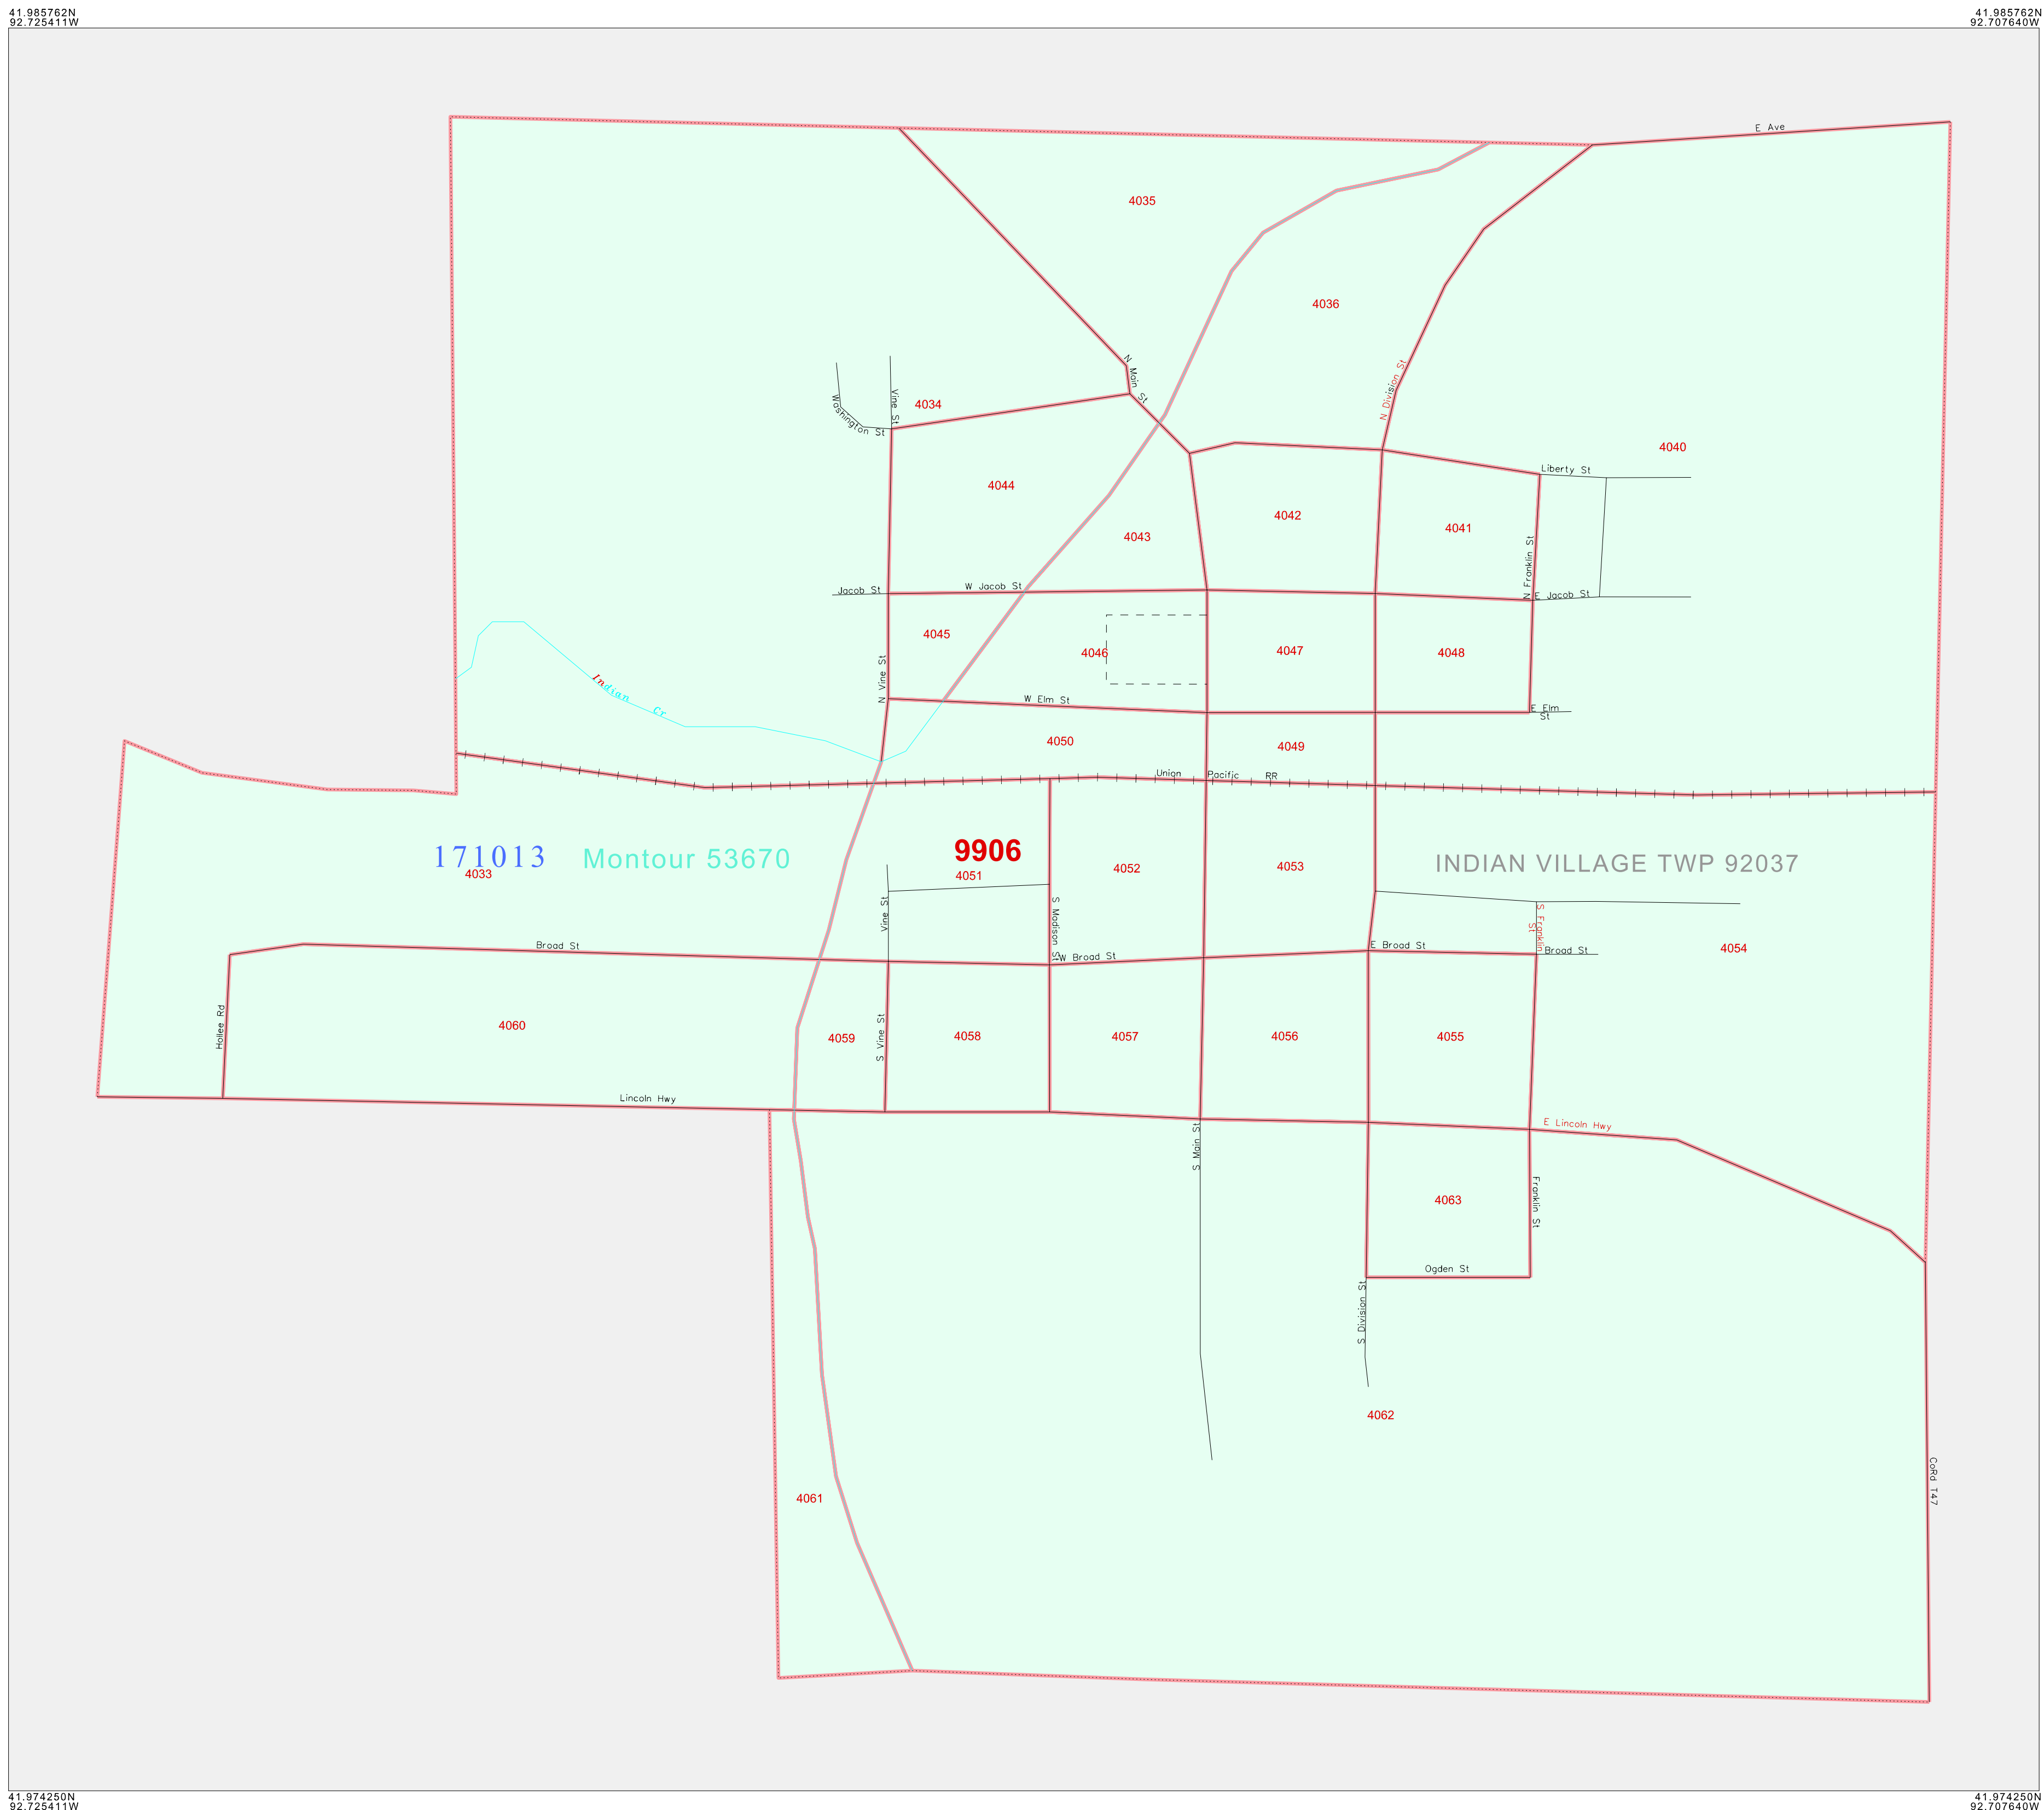 41.985762N
92.725411W
41.985762N
92.707640W
E Ave
4035
4036
N Main St
N Division St
4034
Vine St
Washington St
4040
Liberty St
4044
4042
4041
4043
N Franklin St
Jacob St
W Jacob St
E Jacob St
4045
4046
4047
4048
N Vine St
Indian Cr
W Elm St
E Elm St
4050
4049
Union Pacific RR
171013
Montour 53670
9906
INDIAN VILLAGE TWP 92037
4033
4051
4052
4053
Vine St
S Madison St
S Franklin St
Broad St
W Broad St
E Broad St
Broad St
4054
Hollee Rd
4060
4059
S Vine St
4058
4057
4056
4055
Lincoln Hwy
E Lincoln Hwy
S Main St
4063
Franklin St
Ogden St
S Division St
4062
CoRd T47
4061
41.974250N
92.725411W
41.974250N
92.707640W